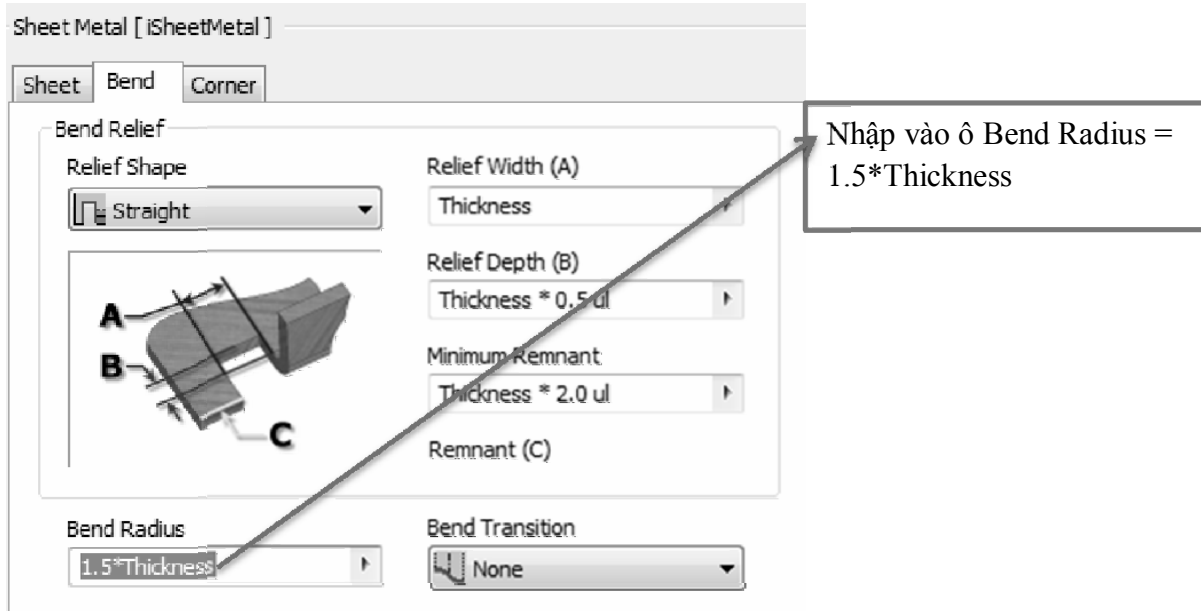 Sheet Metal [ iSheetMetal ]
Sheet Bend Corner
Bend Relief
Relief Shape
Straight
A
B
C
Relief Width (A)
Thickness
Relief Depth (B)
Thickness * 0.5 ul
Minimum Remnant
Thickness * 2.0 ul
Remnant (C)
Bend Radius
1.5*Thickness
Bend Transition
None
Nhập vào ô Bend Radius =
1.5*Thickness